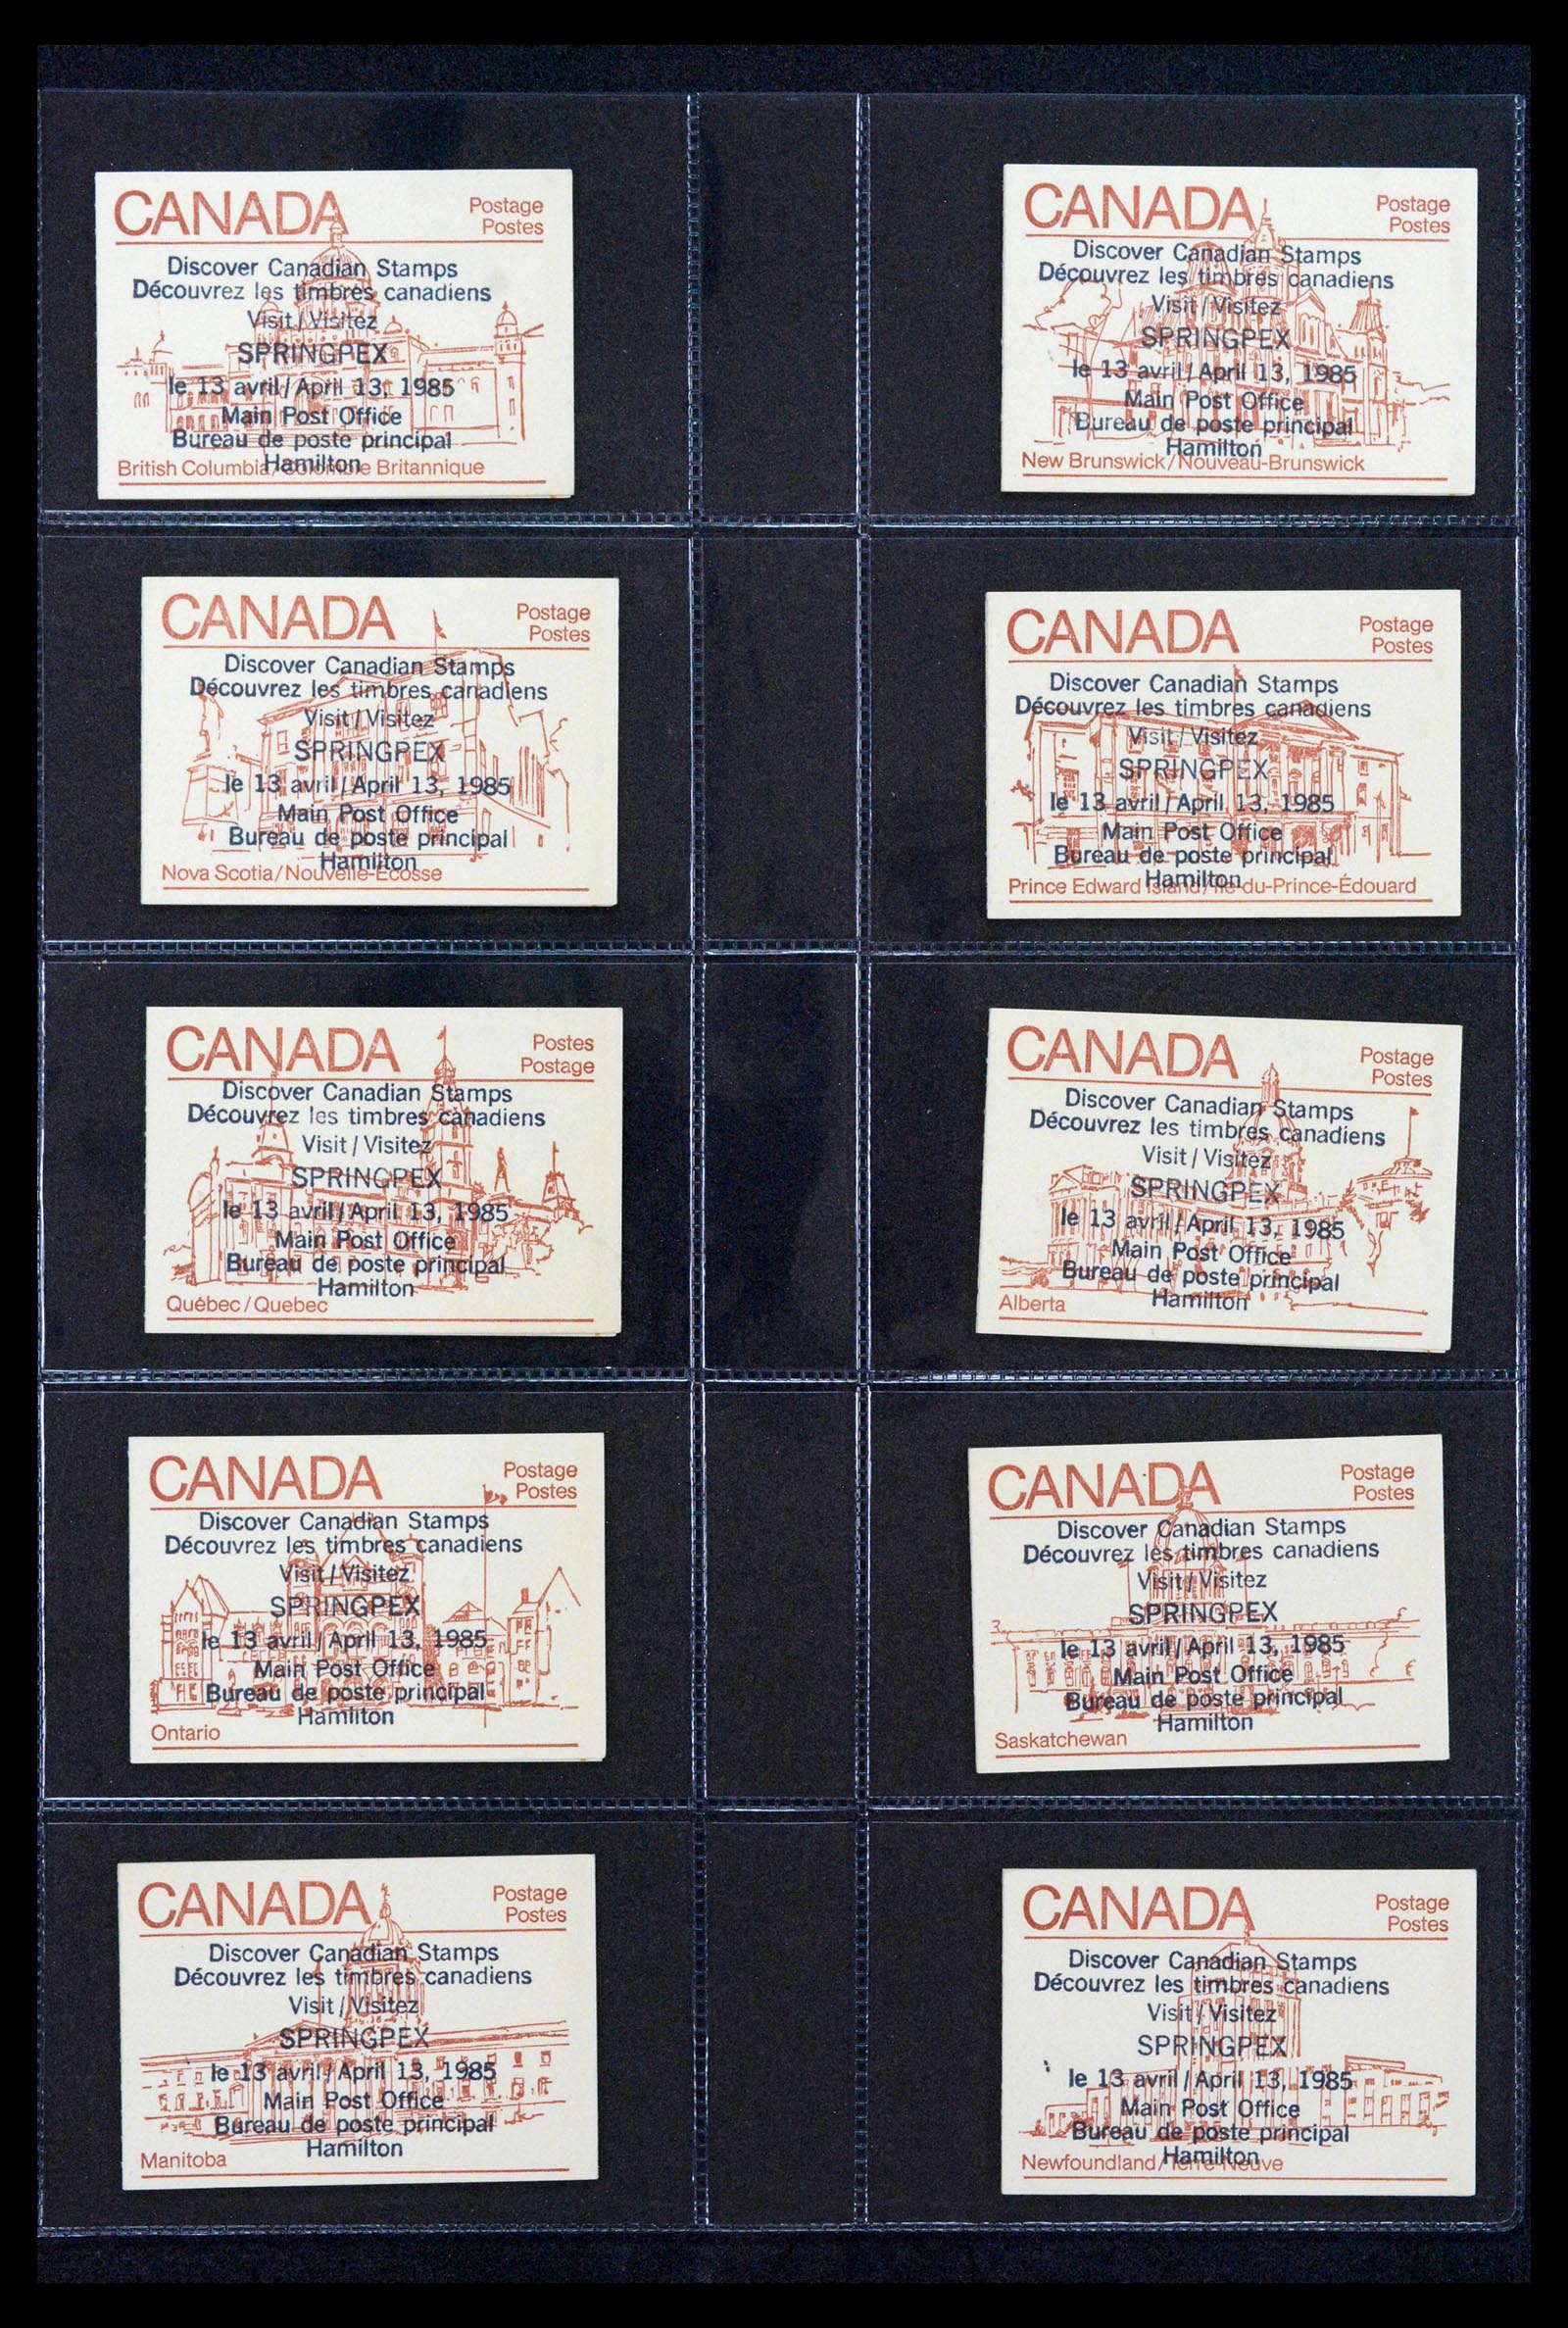 CANADA
Postage
Postes
Discover Canadian Stamps
Découvrez les timbres canadiens
Visit / Visitez
SPRINGPEX
le 13 avril / April 13, 1985
Main Post Office
Bureau de poste principal
Hamilton
British Columbia / Colombie Britannique
CANADA
Postage
Postes
Discover Canadian Stamps
Découvrez les timbres canadiens
Visit / Visitez
SPRINGPEX
le 13 avril / April 13, 1985
Main Post Office
Bureau de poste principal
Hamilton
New Brunswick / Nouveau-Brunswick
CANADA
Postage
Postes
Discover Canadian Stamps
Découvrez les timbres canadiens
Visit / Visitez
SPRINGPEX
le 13 avril / April 13, 1985
Main Post Office
Bureau de poste principal
Hamilton
Nova Scotia / Nouvelle-Écosse
CANADA
Postage
Postes
Discover Canadian Stamps
Découvrez les timbres canadiens
Visit / Visitez
SPRINGPEX
le 13 avril / April 13, 1985
Main Post Office
Bureau de poste principal
Hamilton
Prince Edward Island / Île-du-Prince-Édouard
CANADA
Postes
Postage
Discover Canadian Stamps
Découvrez les timbres canadiens
Visit / Visitez
SPRINGPEX
le 13 avril / April 13, 1985
Main Post Office
Bureau de poste principal
Hamilton
Québec / Quebec
CANADA
Postage
Postes
Discover Canadian Stamps
Découvrez les timbres canadiens
Visit / Visitez
SPRINGPEX
le 13 avril / April 13, 1985
Main Post Office
Bureau de poste principal
Hamilton
Alberta
CANADA
Postage
Postes
Discover Canadian Stamps
Découvrez les timbres canadiens
Visit / Visitez
SPRINGPEX
le 13 avril / April 13, 1985
Main Post Office
Bureau de poste principal
Hamilton
Ontario
CANADA
Postage
Postes
Discover Canadian Stamps
Découvrez les timbres canadiens
Visit / Visitez
SPRINGPEX
le 13 avril / April 13, 1985
Main Post Office
Bureau de poste principal
Hamilton
Saskatchewan
CANADA
Postage
Postes
Discover Canadian Stamps
Découvrez les timbres canadiens
Visit / Visitez
SPRINGPEX
le 13 avril / April 13, 1985
Main Post Office
Bureau de poste principal
Hamilton
Manitoba
CANADA
Postage
Postes
Discover Canadian Stamps
Découvrez les timbres canadiens
Visit / Visitez
SPRINGPEX
le 13 avril / April 13, 1985
Main Post Office
Bureau de poste principal
Hamilton
Newfoundland / Terre-Neuve